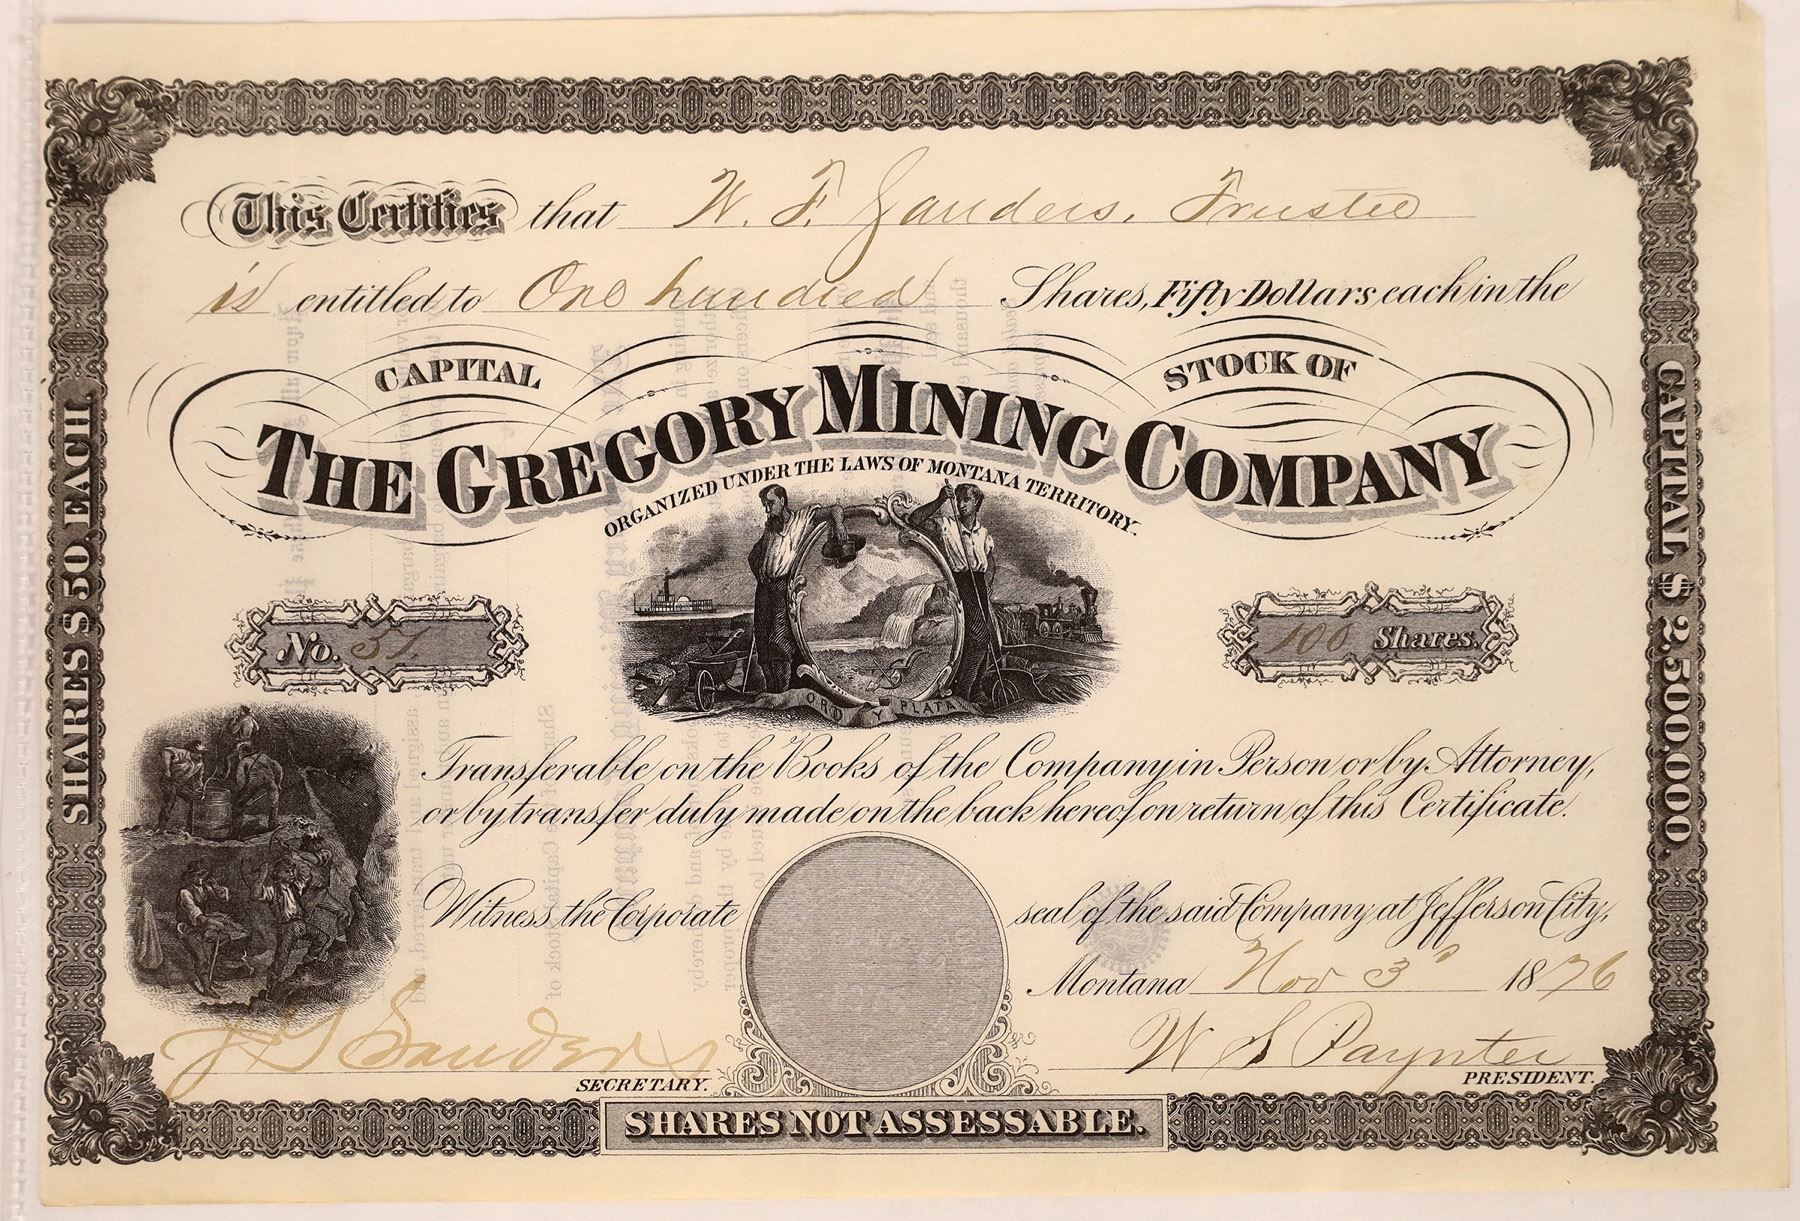 This Certifies that W. F. Sanders, Trustee
is entitled to One hundred Shares, Fifty Dollars each in the
CAPITAL STOCK OF
THE GREGORY MINING COMPANY
ORGANIZED UNDER THE LAWS OF MONTANA TERRITORY.
No. 51. 100 Shares.
ORO Y PLATA
Transferable on the Books of the Company in Person or by Attorney,
or by transfer duly made on the back hereof on return of this Certificate.
Witness the Corporate seal of the said Company at Jefferson City,
Montana Nov 3d 1876
Sanders W S Paynter
SECRETARY. PRESIDENT.
SHARES NOT ASSESSABLE.
SHARES $50, EACH.
CAPITAL $2,500,000.